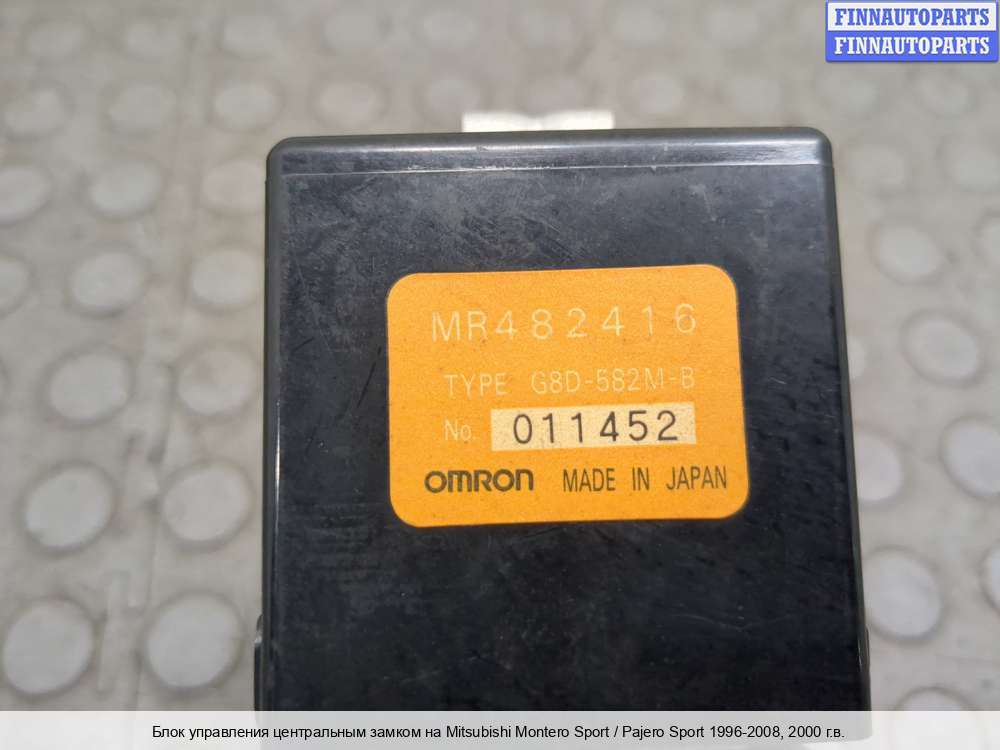 FINNAUTOPARTS
FINNAUTOPARTS
MR482416
TYPE G8D-582M-B
No. 011452
OMRON MADE IN JAPAN
Блок управления центральным замком на Mitsubishi Montero Sport / Pajero Sport 1996-2008, 2000 г.в.